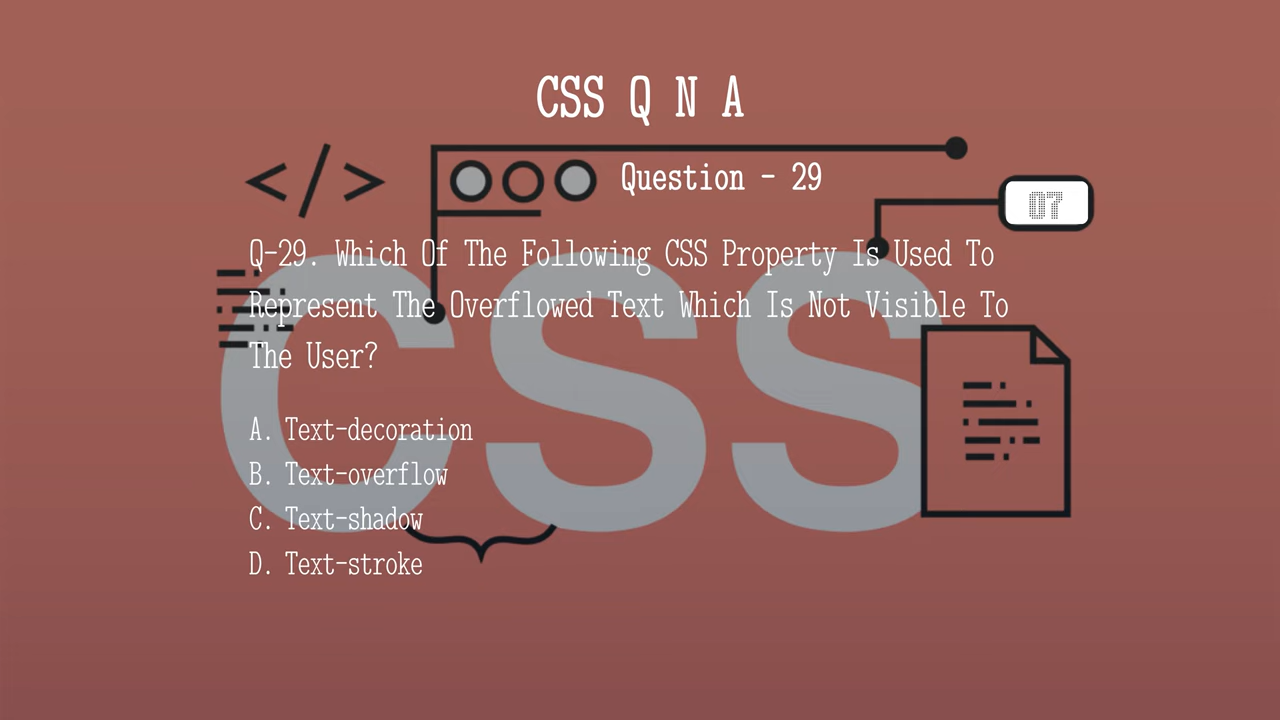 CSS Q N A
Question - 29
07
Q-29. Which Of The Following CSS Property Is Used To
Represent The Overflowed Text Which Is Not Visible To
The User?
CSS
A. Text-decoration
B. Text-overflow
C. Text-shadow
D. Text-stroke